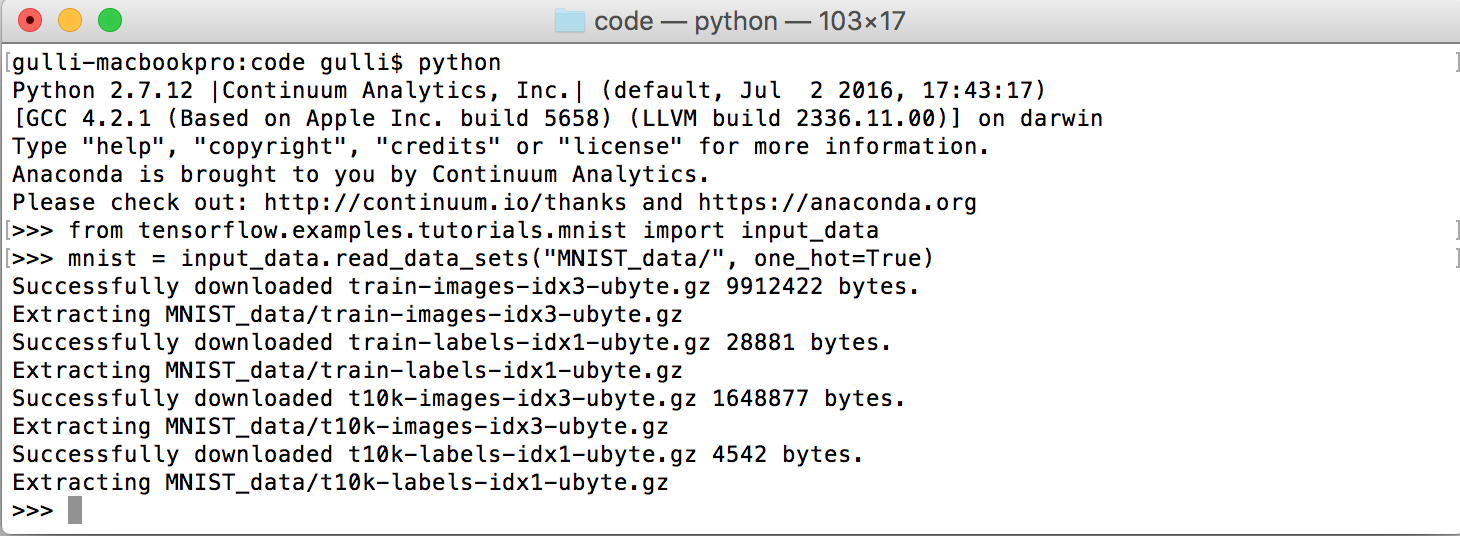 code — python — 103×17
gulli-macbookpro:code gulli$ python
Python 2.7.12 |Continuum Analytics, Inc.| (default, Jul  2 2016, 17:43:17)
[GCC 4.2.1 (Based on Apple Inc. build 5658) (LLVM build 2336.11.00)] on darwin
Type "help", "copyright", "credits" or "license" for more information.
Anaconda is brought to you by Continuum Analytics.
Please check out: http://continuum.io/thanks and https://anaconda.org
>>> from tensorflow.examples.tutorials.mnist import input_data
>>> mnist = input_data.read_data_sets("MNIST_data/", one_hot=True)
Successfully downloaded train-images-idx3-ubyte.gz 9912422 bytes.
Extracting MNIST_data/train-images-idx3-ubyte.gz
Successfully downloaded train-labels-idx1-ubyte.gz 28881 bytes.
Extracting MNIST_data/train-labels-idx1-ubyte.gz
Successfully downloaded t10k-images-idx3-ubyte.gz 1648877 bytes.
Extracting MNIST_data/t10k-images-idx3-ubyte.gz
Successfully downloaded t10k-labels-idx1-ubyte.gz 4542 bytes.
Extracting MNIST_data/t10k-labels-idx1-ubyte.gz
>>>